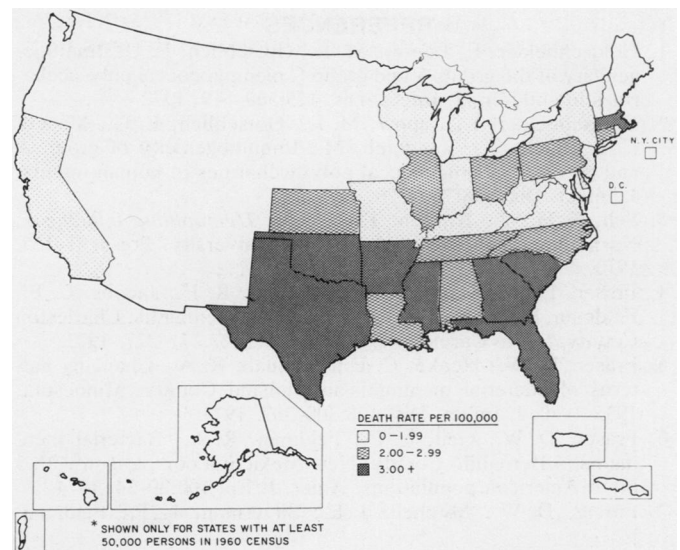 N.Y. CITY
D.C.
DEATH RATE PER 100,000
0-1.99
2.00-2.99
3.00+
* SHOWN ONLY FOR STATES WITH AT LEAST
50,000 PERSONS IN 1960 CENSUS